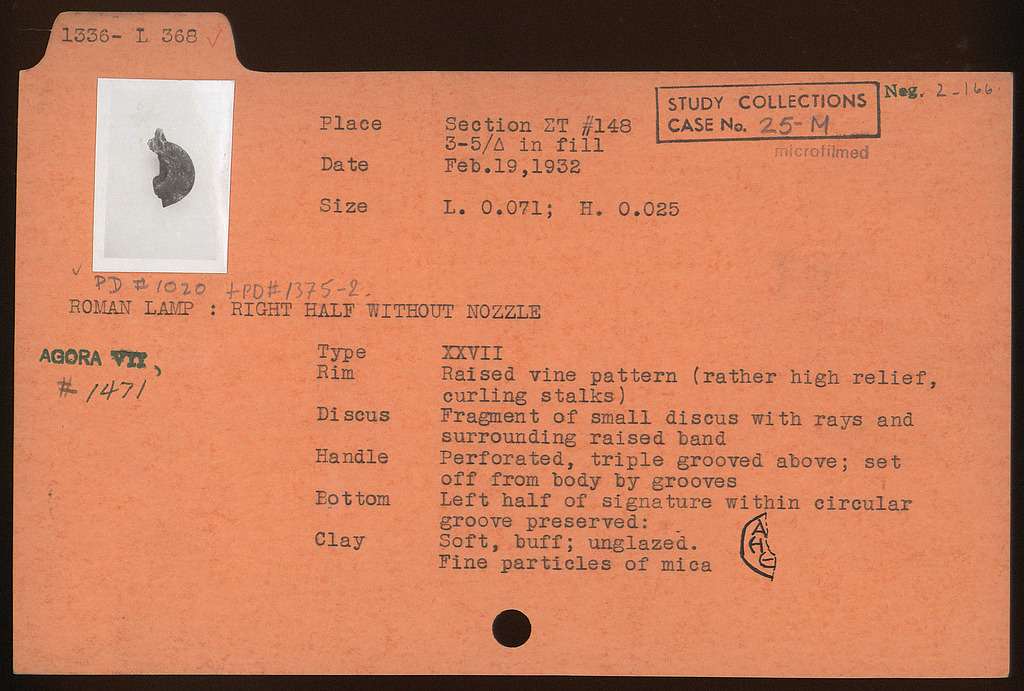 1336- L 368 ✓
Neg. 2-166
STUDY COLLECTIONS
CASE No. 25-M
microfilmed
Place Section ΣT #148
3-5/Δ in fill
Date Feb.19,1932
Size L. 0.071; H. 0.025
✓ PD #1020 +PD#1375-2.
ROMAN LAMP : RIGHT HALF WITHOUT NOZZLE
AGORA VII,
# 1471
Type XXVII
Rim Raised vine pattern (rather high relief,
curling stalks)
Discus Fragment of small discus with rays and
surrounding raised band
Handle Perforated, triple grooved above; set
off from body by grooves
Bottom Left half of signature within circular
groove preserved:
Clay Soft, buff; unglazed.
Fine particles of mica
A
H